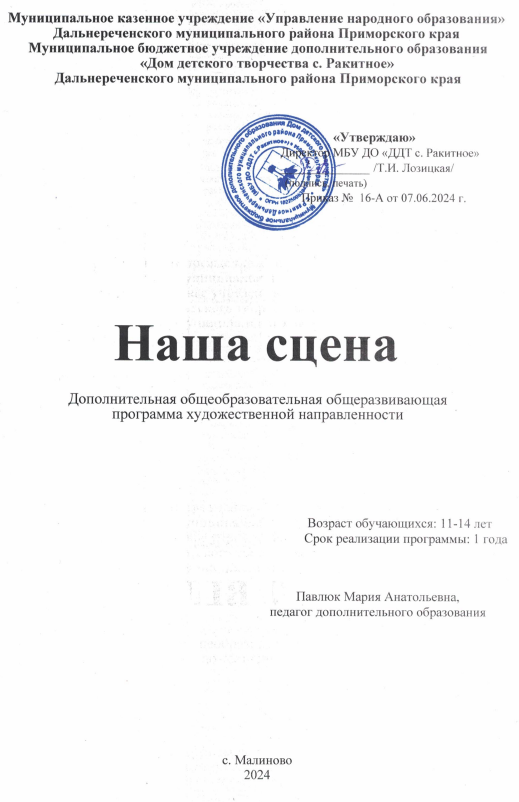 Муниципальное казенное учреждение «Управление народного образования»
Дальнереченского муниципального района Приморского края
Муниципальное бюджетное учреждение дополнительного образования
«Дом детского творчества с. Ракитное»
Дальнереченского муниципального района Приморского края
«Утверждаю»
Директор МБУ ДО «ДДТ с. Ракитное»
/Т.И. Лозицкая/
(подпись, печать)
Приказ № 16-А от 07.06.2024 г.
Наша сцена
Дополнительная общеобразовательная общеразвивающая
программа художественной направленности
Возраст обучающихся: 11-14 лет
Срок реализации программы: 1 года
Павлюк Мария Анатольевна,
педагог дополнительного образования
с. Малиново
2024